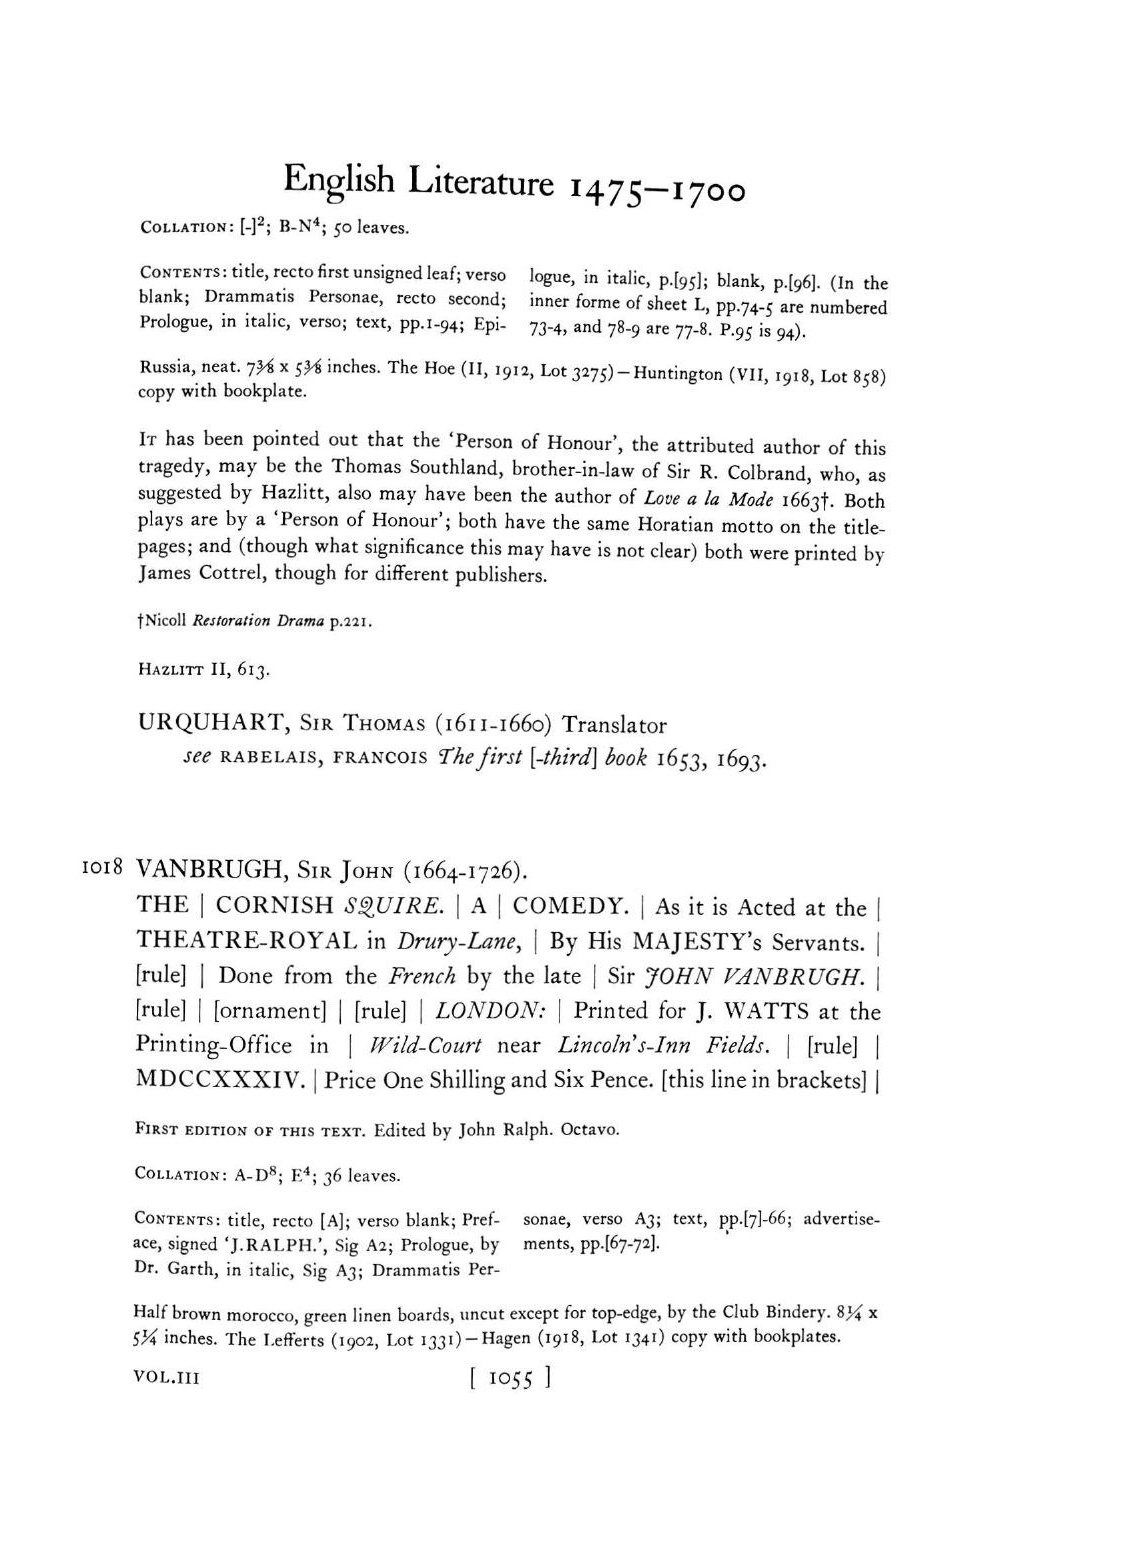 English Literature 1475—1700
COLLATION: [-]²; B-N⁴; 50 leaves.
CONTENTS: title, recto first unsigned leaf; verso
blank; Drammatis Personae, recto second;
Prologue, in italic, verso; text, pp.1-94; Epi-
logue, in italic, p.[95]; blank, p.[96]. (In the
inner forme of sheet L, pp.74-5 are numbered
73-4, and 78-9 are 77-8. P.95 is 94).
Russia, neat. 7⅜ x 5⅜ inches. The Hoe (II, 1912, Lot 3275)—Huntington (VII, 1918, Lot 858)
copy with bookplate.
IT has been pointed out that the ‘Person of Honour’, the attributed author of this
tragedy, may be the Thomas Southland, brother-in-law of Sir R. Colbrand, who, as
suggested by Hazlitt, also may have been the author of Love a la Mode 1663†. Both
plays are by a ‘Person of Honour’; both have the same Horatian motto on the title-
pages; and (though what significance this may have is not clear) both were printed by
James Cottrel, though for different publishers.
†Nicoll Restoration Drama p.221.
HAZLITT II, 613.
URQUHART, SIR THOMAS (1611-1660) Translator
see RABELAIS, FRANCOIS The first [-third] book 1653, 1693.
1018 VANBRUGH, SIR JOHN (1664-1726).
THE | CORNISH SQUIRE. | A | COMEDY. | As it is Acted at the |
THEATRE-ROYAL in Drury-Lane, | By His MAJESTY’s Servants. |
[rule] | Done from the French by the late | Sir JOHN VANBRUGH. |
[rule] | [ornament] | [rule] | LONDON: | Printed for J. WATTS at the
Printing-Office in | Wild-Court near Lincoln’s-Inn Fields. | [rule] |
MDCCXXXIV. | Price One Shilling and Six Pence. [this line in brackets] |
FIRST EDITION OF THIS TEXT. Edited by John Ralph. Octavo.
COLLATION: A-D⁸; E⁴; 36 leaves.
CONTENTS: title, recto [A]; verso blank; Pref-
ace, signed ‘J.RALPH.’, Sig A2; Prologue, by
Dr. Garth, in italic, Sig A3; Drammatis Per-
sonae, verso A3; text, pp.[7]-66; advertise-
ments, pp.[67-72].
Half brown morocco, green linen boards, uncut except for top-edge, by the Club Bindery. 8¼ x
5¼ inches. The Lefferts (1902, Lot 1331)—Hagen (1918, Lot 1341) copy with bookplates.
VOL.III
[ 1055 ]